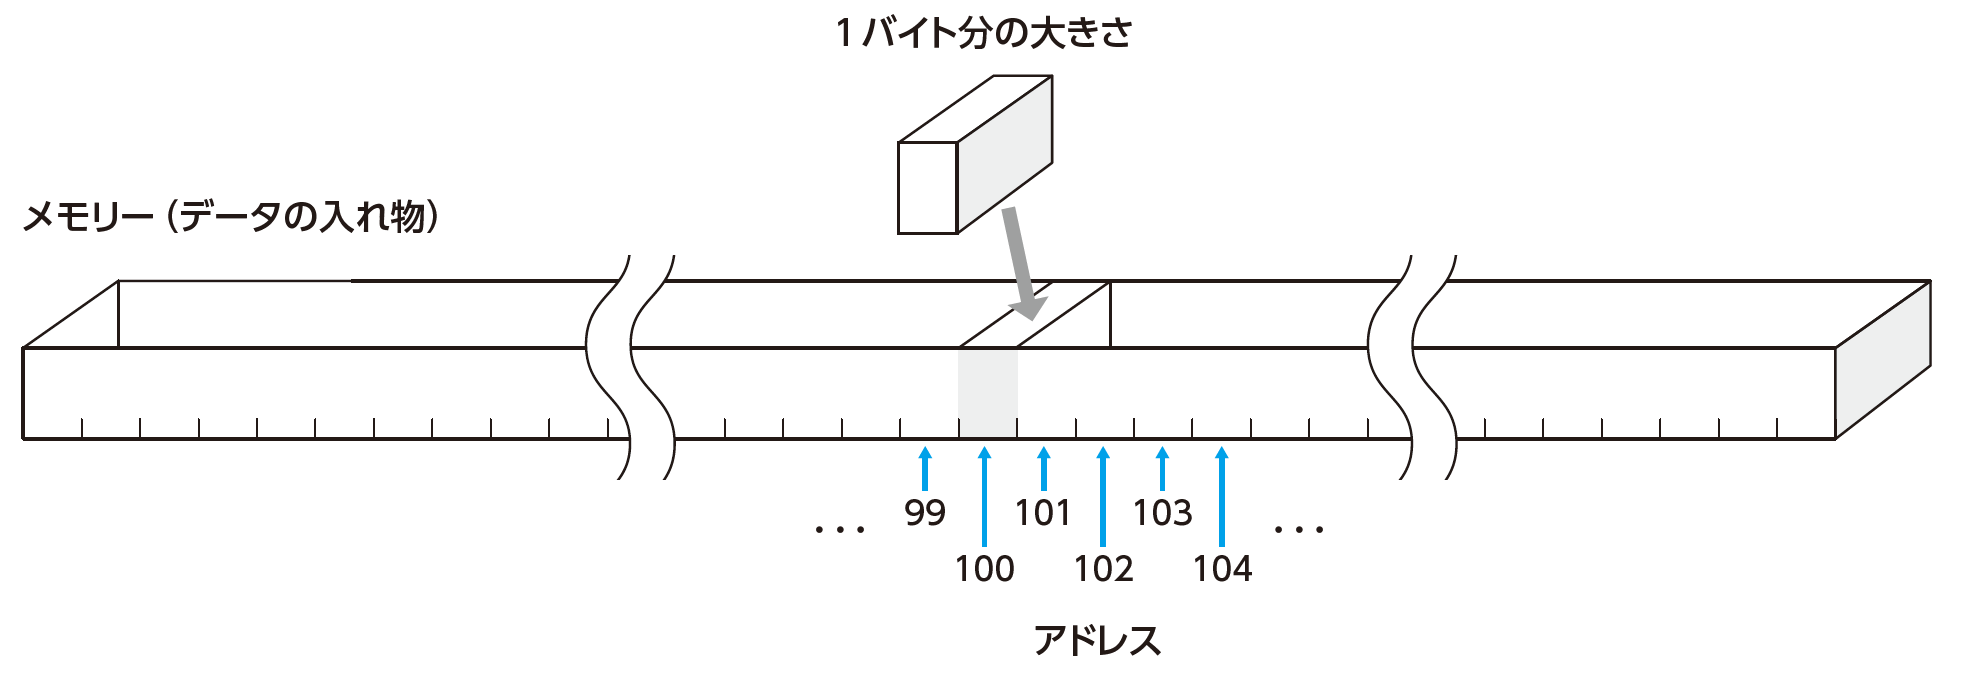 1バイト分の大きさ
メモリー(データの入れ物)
... 99 101 103 ...
100 102 104
アドレス